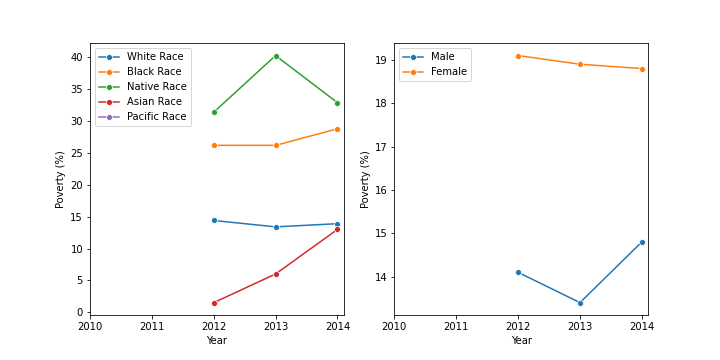 White Race
Black Race
Native Race
Asian Race
Pacific Race
40
35
30
25
20
15
10
5
0
Poverty (%)
2010 2011 2012 2013 2014
Year
Male
Female
19
18
17
16
15
14
Poverty (%)
2010 2011 2012 2013 2014
Year